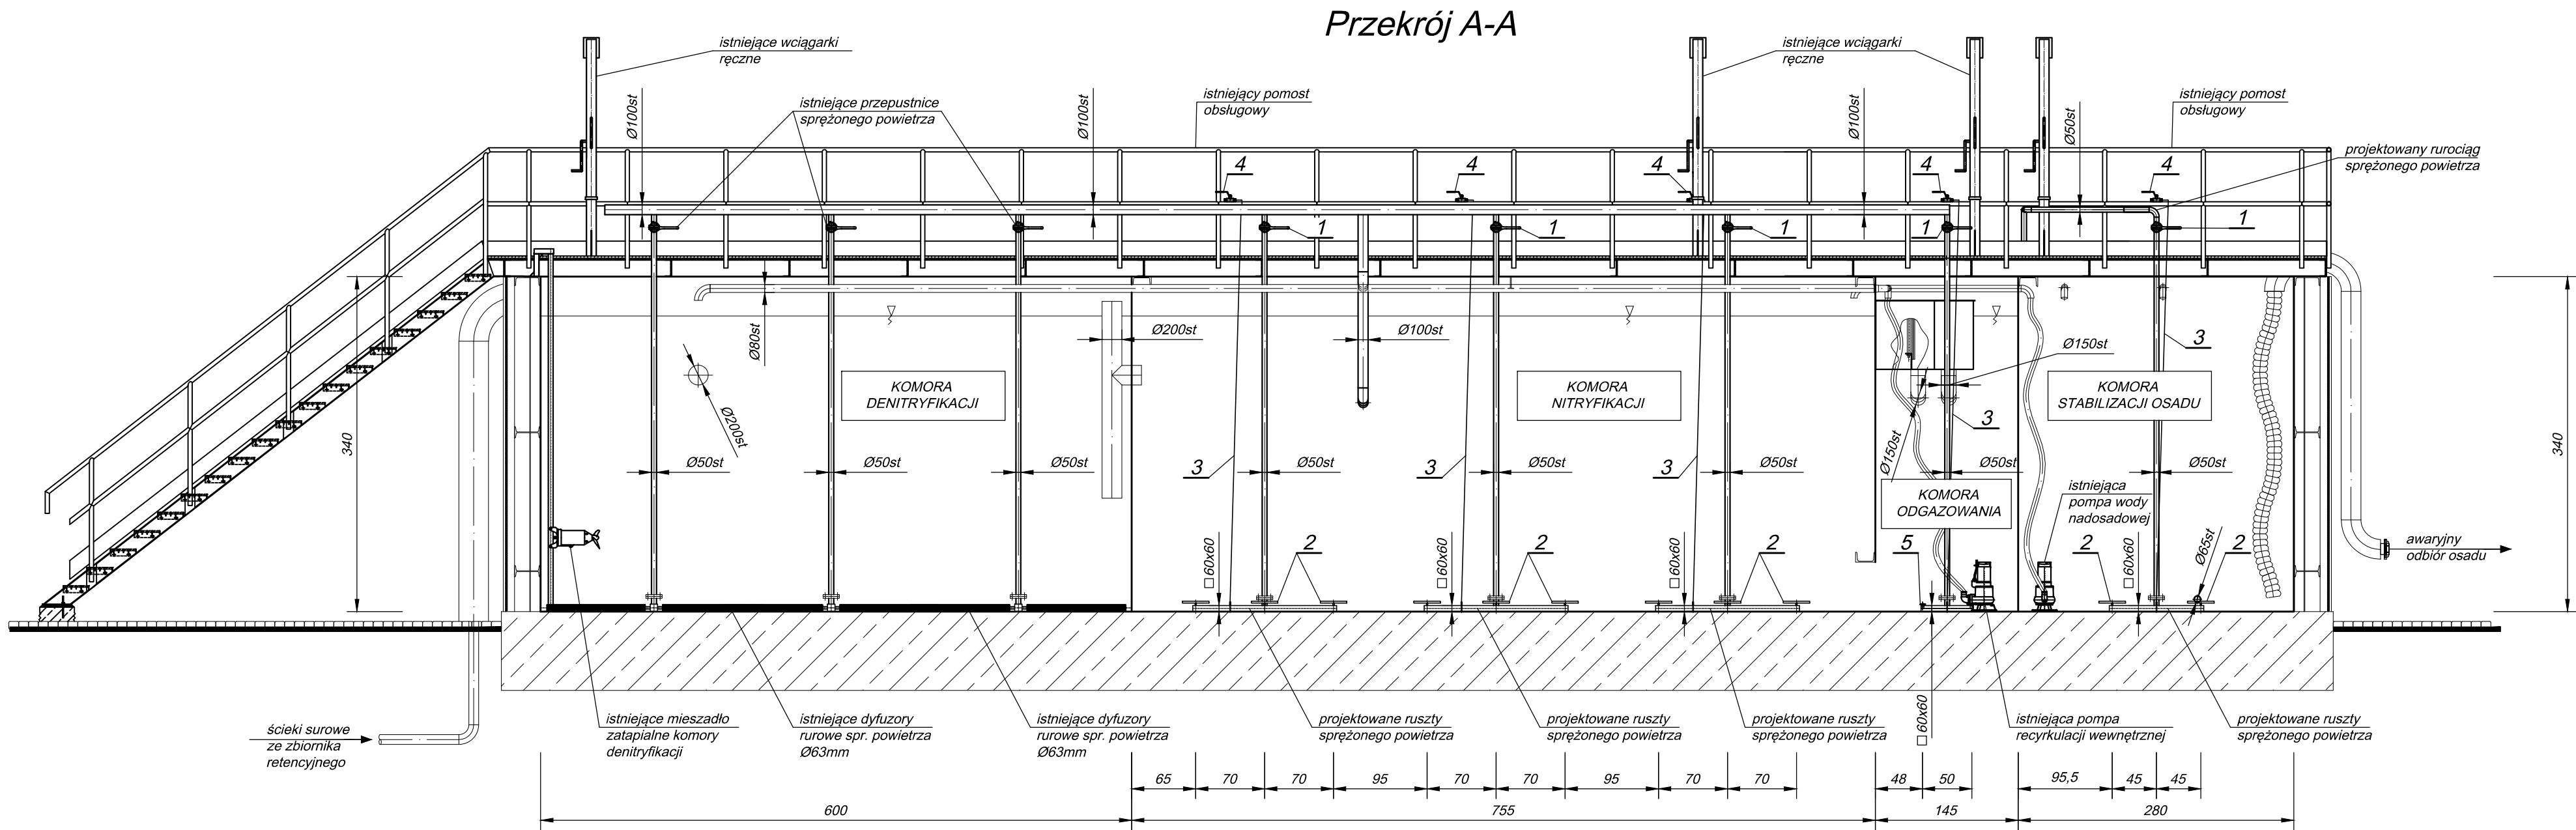 Przekrój A-A
istniejące wciągarki
ręczne
istniejące wciągarki
ręczne
istniejące przepustnice
sprężonego powietrza
istniejący pomost
obsługowy
istniejący pomost
obsługowy
Ø100st
Ø100st
Ø100st
Ø50st
projektowany rurociąg
sprężonego powietrza
4
4
4
4
4
1
1
1
1
1
Ø80st
Ø200st
Ø100st
Ø150st
3
KOMORA
DENITRYFIKACJI
KOMORA
NITRYFIKACJI
KOMORA
STABILIZACJI OSADU
Ø200st
340
340
3
Ø150st
Ø50st
Ø50st
Ø50st
3
Ø50st
3
Ø50st
3
Ø50st
Ø50st
Ø50st
KOMORA
ODGAZOWANIA
istniejąca
pompa wody
nadosadowej
□60x60
2
□60x60
2
□60x60
2
5
2
□60x60
Ø65st
2
awaryjny
odbiór osadu
ścieki surowe
ze zbiornika
retencyjnego
istniejące mieszadło
zatapialne komory
denitryfikacji
istniejące dyfuzory
rurowe spr. powietrza
Ø63mm
istniejące dyfuzory
rurowe spr. powietrza
Ø63mm
projektowane ruszty
sprężonego powietrza
projektowane ruszty
sprężonego powietrza
projektowane ruszty
sprężonego powietrza
□60x60
istniejąca pompa
recyrkulacji wewnętrznej
projektowane ruszty
sprężonego powietrza
65 70 70 95 70 70 95 70 70 48 50 95,5 45 45
600 755 145 280